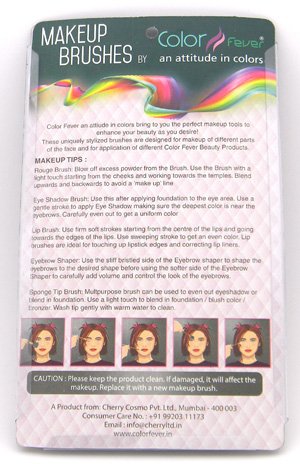 MAKEUP
BRUSHES BY
Color Fever®
an attitude in colors
Color Fever an attitude in colors bring to you the perfect makeup tools to
enhance your beauty as you desire!
These uniquely stylized brushes are designed for makeup of different parts
of the face and for application of different Color Fever Beauty Products.
MAKEUP TIPS :
Rouge Brush: Blow off excess powder from the Brush. Use the Brush with a
light touch starting from the cheeks and working towards the temples. Blend
upwards and backwards to avoid a 'make up' line
Eye Shadow Brush: Use this after applying foundation to the eye area. Use a
gentle stroke to apply Eye Shadow making sure the deepest color is near the
eyebrows. Carefully even out to get a uniform color
Lip Brush: Use firm soft strokes starting from the centre of the lips and going
towards the edges of the lips. Use sweeping stroke to get an even color. Lip
brushes are ideal for touching up lipstick edges and correcting lip liners.
Eyebrow Shaper: Use the stiff bristled side of the Eyebrow shaper to shape the
eyebrows to the desired shape before using the softer side of the Eyebrow
Shaper to carefully add volume and control the look of the eyebrows.
Sponge Tip Brush: Multipurpose brush can be used to even out eyeshadow or
blend in foundation. Use a light touch to blend in foundation / blush color /
bronzer. Wash tip gently with warm water to clean.
CAUTION : Please keep the product clean. If damaged, it will affect the
makeup. Replace it with a new makeup brush.
A Product from: Cherry Cosmo Pvt. Ltd., Mumbai - 400 003
Consumer Care No. : +91 99203 11173
Email : info@cherryltd.in
www.colorfever.in